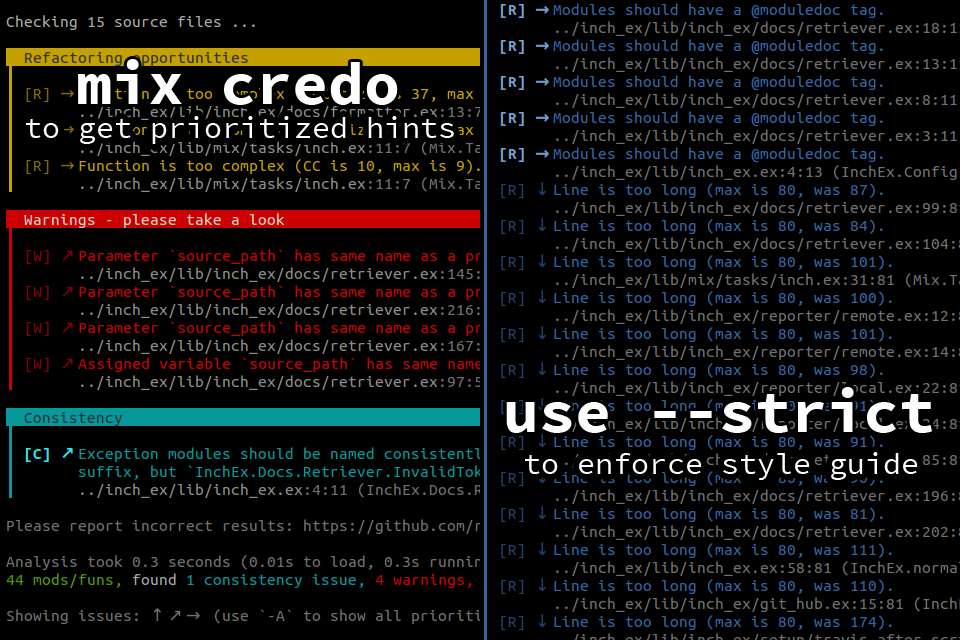 Checking 15 source files ...
Refactoring opportunities
mix credo
to get prioritized hints
[R] → too complex 37, max
../inch_ex/lib/inch_ex/docs/formatter.ex:13:7
../inch_ex/lib/mix/tasks/inch.ex:11:7 (Mix.Ta
[R] → Function is too complex (CC is 10, max is 9).
../inch_ex/lib/mix/tasks/inch.ex:11:7 (Mix.T
Warnings - please take a look
[W] ↗ Parameter `source_path` has same name as a pr
../inch_ex/lib/inch_ex/docs/retriever.ex:145:
[W] ↗ Parameter `source_path` has same name as a pr
../inch_ex/lib/inch_ex/docs/retriever.ex:216:
[W] ↗ Parameter `source_path` has same name as a pr
../inch_ex/lib/inch_ex/docs/retriever.ex:167:
[W] ↗ Assigned variable `source_path` has same name
../inch_ex/lib/inch_ex/docs/retriever.ex:97:5
Consistency
[C] ↗ Exception modules should be named consistentl
suffix, but `InchEx.Docs.Retriever.InvalidTok
../inch_ex/lib/inch_ex.ex:4:11 (InchEx.Docs.R
Please report incorrect results: https://github.com/r
Analysis took 0.3 seconds (0.01s to load, 0.3s runnin
44 mods/funs, found 1 consistency issue, 4 warnings,
Showing issues: ↑ ↗ → (use `-A` to show all prioriti
[R] → Modules should have a @moduledoc tag.
../inch_ex/lib/inch_ex/docs/retriever.ex:18:1
[R] → Modules should have a @moduledoc tag.
../inch_ex/lib/inch_ex/docs/retriever.ex:13:1
[R] → Modules should have a @moduledoc tag.
../inch_ex/lib/inch_ex/docs/retriever.ex:8:11
[R] → Modules should have a @moduledoc tag.
../inch_ex/lib/inch_ex/docs/retriever.ex:3:11
[R] → Modules should have a @moduledoc tag.
../inch_ex/lib/inch_ex.ex:4:13 (InchEx.Config
[R] ↓ Line is too long (max is 80, was 87).
../inch_ex/lib/inch_ex/docs/retriever.ex:99:8
[R] ↓ Line is too long (max is 80, was 84).
../inch_ex/lib/inch_ex/docs/retriever.ex:104:
[R] ↓ Line is too long (max is 80, was 101).
../inch_ex/lib/mix/tasks/inch.ex:31:81 (Mix.T
[R] ↓ Line is too long (max is 80, was 100).
../inch_ex/lib/inch_ex/reporter/remote.ex:12:
[R] ↓ Line is too long (max is 80, was 101).
../inch_ex/lib/inch_ex/reporter/remote.ex:14:
[R] ↓ Line is too long (max is 80, was 98).
../inch_ex/lib/inch_ex/reporter/local.ex:22:8
use --strict
[R] ↓ Line is too long (max is 80, was 91).
to enforce style guide
../inch_ex/lib/inch_ex/docs/retriever.ex:196:
[R] ↓ Line is too long (max is 80, was 81).
../inch_ex/lib/inch_ex/docs/retriever.ex:202:
[R] ↓ Line is too long (max is 80, was 111).
../inch_ex/lib/inch_ex.ex:58:81 (InchEx.norma
[R] ↓ Line is too long (max is 80, was 110).
../inch_ex/lib/inch_ex/git_hub.ex:15:81 (Inch
[R] ↓ Line is too long (max is 80, was 174).